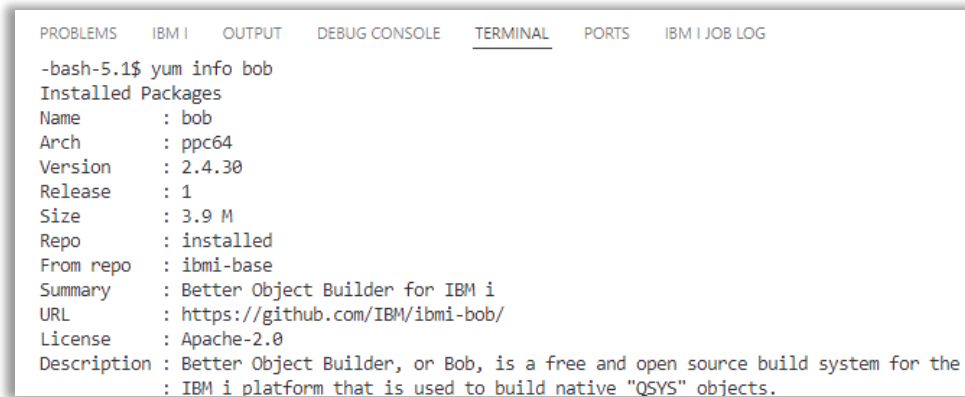 PROBLEMS IBM I OUTPUT DEBUG CONSOLE TERMINAL PORTS IBM I JOB LOG
-bash-5.1$ yum info bob
Installed Packages
Name : bob
Arch : ppc64
Version : 2.4.30
Release : 1
Size : 3.9 M
Repo : installed
From repo : ibmi-base
Summary : Better Object Builder for IBM i
URL : https://github.com/IBM/ibmi-bob/
License : Apache-2.0
Description : Better Object Builder, or Bob, is a free and open source build system for the
: IBM i platform that is used to build native "QSYS" objects.